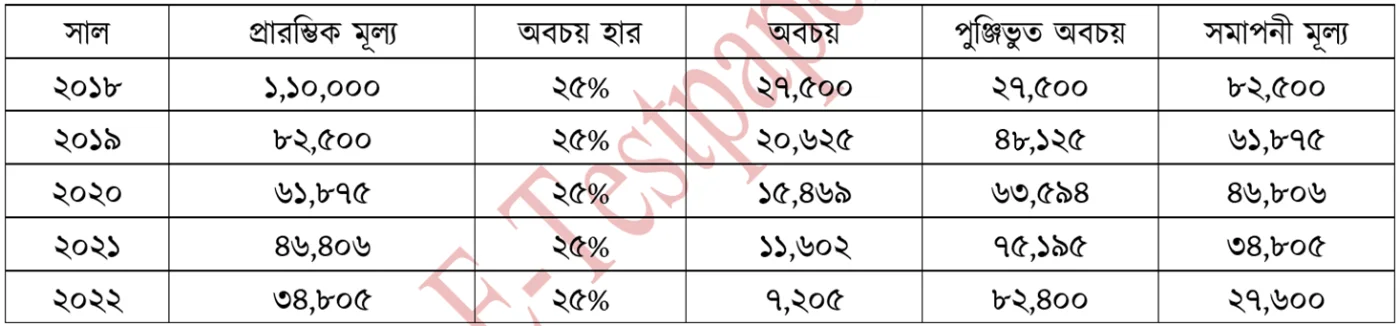 সাল প্রারম্ভিক মূল্য অবচয় হার অবচয় পুঞ্জিভুত অবচয় সমাপনী মূল্য
২০১৮ ১,১০,০০০ ২৫% ২৭,৫০০ ২৭,৫০০ ৮২,৫০০
২০১৯ ৮২,৫০০ ২৫% ২০,৬২৫ ৪৮,১২৫ ৬১,৮৭৫
২০২০ ৬১,৮৭৫ ২৫% ১৫,৪৬৯ ৬৩,৫৯৪ ৪৬,৮০৬
২০২১ ৪৬,৪০৬ ২৫% ১১,৬০২ ৭৫,১৯৫ ৩৪,৮০৫
২০২২ ৩৪,৮০৫ ২৫% ৭,২০৫ ৮২,৪০০ ২৭,৬০০